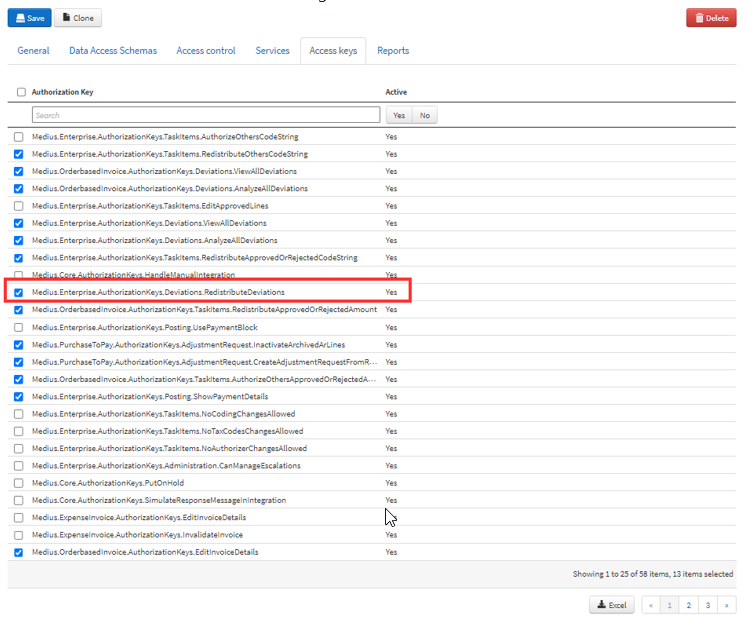 Save
Clone
Delete
General
Data Access Schemas
Access control
Services
Access keys
Reports
Authorization Key
Active
Search
Yes
No
Medius.Enterprise.AuthorizationKeys.TaskItems.AuthorizeOthersCodeString Yes
Medius.Enterprise.AuthorizationKeys.TaskItems.RedistributeOthersCodeString Yes
Medius.OrderbasedInvoice.AuthorizationKeys.Deviations.ViewAllDeviations Yes
Medius.OrderbasedInvoice.AuthorizationKeys.Deviations.AnalyzeAllDeviations Yes
Medius.Enterprise.AuthorizationKeys.TaskItems.EditApprovedLines Yes
Medius.Enterprise.AuthorizationKeys.Deviations.ViewAllDeviations Yes
Medius.Enterprise.AuthorizationKeys.Deviations.AnalyzeAllDeviations Yes
Medius.Enterprise.AuthorizationKeys.TaskItems.RedistributeApprovedOrRejectedCodeString Yes
Medius.Core.AuthorizationKeys.HandleManualIntegration Yes
Medius.Enterprise.AuthorizationKeys.Deviations.RedistributeDeviations Yes
Medius.OrderbasedInvoice.AuthorizationKeys.TaskItems.RedistributeApprovedOrRejectedAmount Yes
Medius.Enterprise.AuthorizationKeys.Posting.UsePaymentBlock Yes
Medius.PurchaseToPay.AuthorizationKeys.AdjustmentRequest.InactivateArchivedArLines Yes
Medius.PurchaseToPay.AuthorizationKeys.AdjustmentRequest.CreateAdjustmentRequestFromR... Yes
Medius.OrderbasedInvoice.AuthorizationKeys.TaskItems.AuthorizeOthersApprovedOrRejectedA... Yes
Medius.Enterprise.AuthorizationKeys.Posting.ShowPaymentDetails Yes
Medius.Enterprise.AuthorizationKeys.TaskItems.NoCodingChangesAllowed Yes
Medius.Enterprise.AuthorizationKeys.TaskItems.NoTaxCodesChangesAllowed Yes
Medius.Enterprise.AuthorizationKeys.TaskItems.NoAuthorizerChangesAllowed Yes
Medius.Enterprise.AuthorizationKeys.Administration.CanManageEscalations Yes
Medius.Core.AuthorizationKeys.PutOnHold Yes
Medius.Core.AuthorizationKeys.SimulateResponseMessageInIntegration Yes
Medius.ExpenseInvoice.AuthorizationKeys.EditInvoiceDetails Yes
Medius.ExpenseInvoice.AuthorizationKeys.InvalidateInvoice Yes
Medius.OrderbasedInvoice.AuthorizationKeys.EditInvoiceDetails Yes
Showing 1 to 25 of 58 items, 13 items selected
Excel
« 1 2 3 »